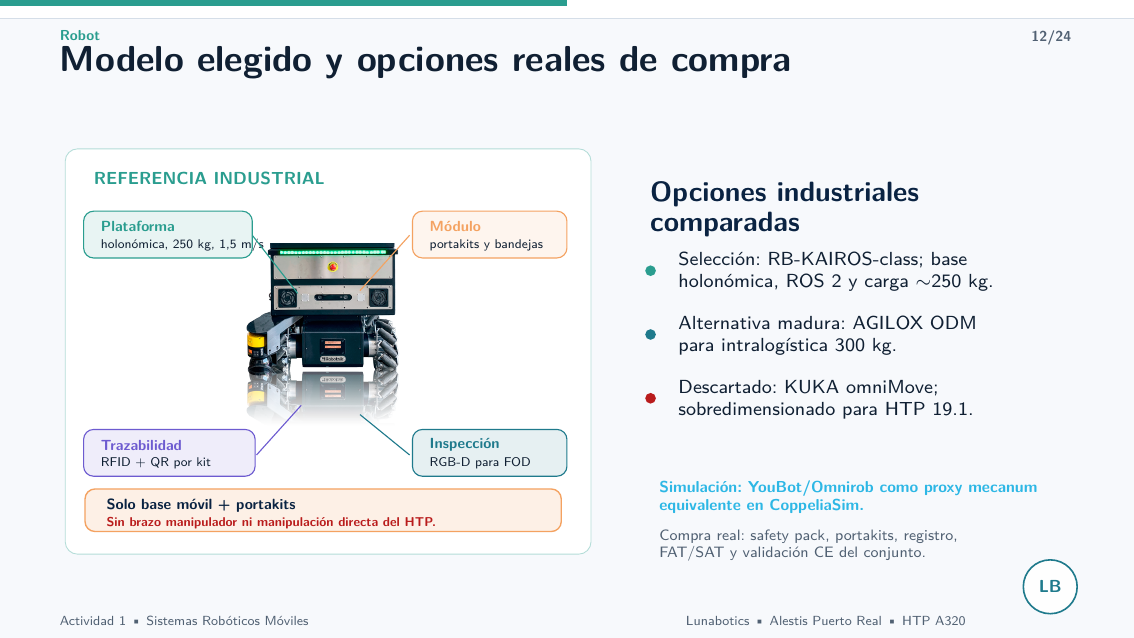 Robot
12/24
Modelo elegido y opciones reales de compra
REFERENCIA INDUSTRIAL
Plataforma
holonómica, 250 kg, 1,5 m/s
Módulo
portakits y bandejas
Trazabilidad
RFID + QR por kit
Inspección
RGB-D para FOD
Solo base móvil + portakits
Sin brazo manipulador ni manipulación directa del HTP.
Opciones industriales
comparadas
Selección: RB-KAIROS-class; base
holonómica, ROS 2 y carga ∼250 kg.
Alternativa madura: AGILOX ODM
para intralogística 300 kg.
Descartado: KUKA omniMove;
sobredimensionado para HTP 19.1.
Simulación: YouBot/Omnirob como proxy mecanum
equivalente en CoppeliaSim.
Compra real: safety pack, portakits, registro,
FAT/SAT y validación CE del conjunto.
LB
Actividad 1 ▪ Sistemas Robóticos Móviles
Lunabotics ▪ Alestis Puerto Real ▪ HTP A320